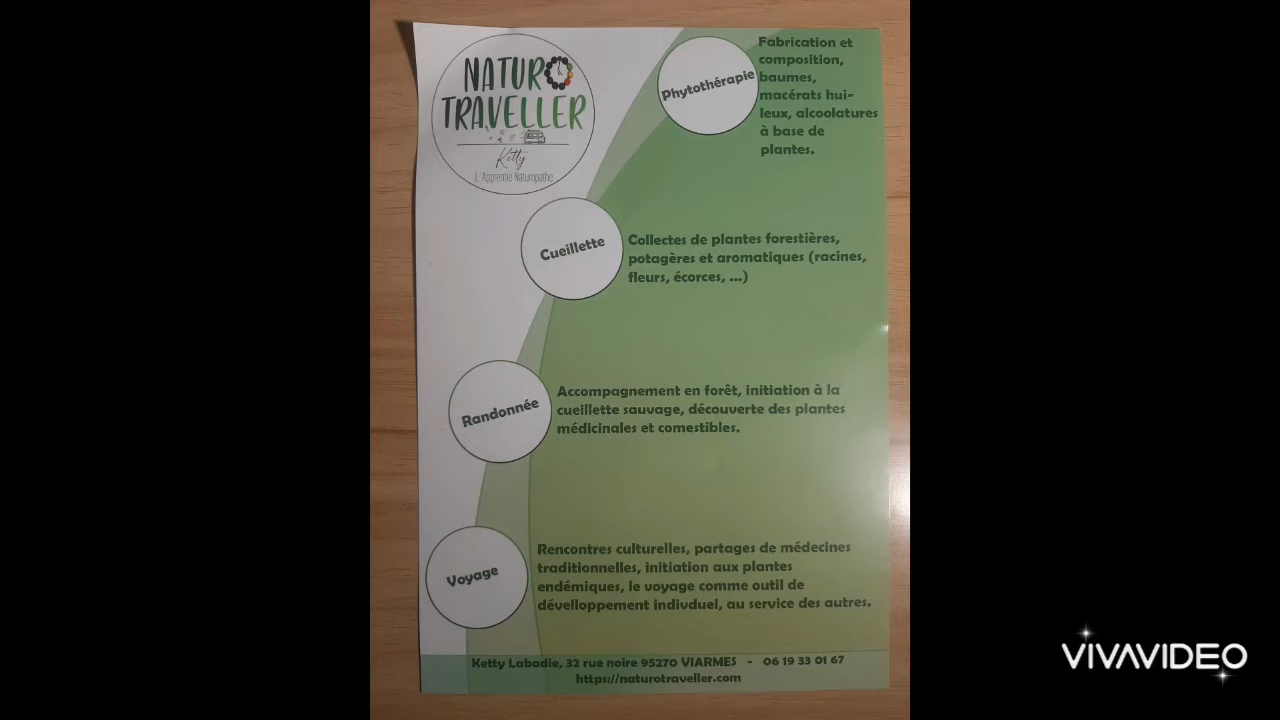 NATURO
TRAVELLER
Ketty
L'Apprentie Naturopathe
Phytothérapie
Fabrication et
composition,
baumes,
macérats hui-
leux, alcoolatures
à base de
plantes.
Cueillette
Collectes de plantes forestières,
potagères et aromatiques (racines,
fleurs, écorces, ...)
Randonnée
Accompagnement en forêt, initiation à la
cueillette sauvage, découverte des plantes
médicinales et comestibles.
Voyage
Rencontres culturelles, partages de médecines
traditionnelles, initiation aux plantes
endémiques, le voyage comme outil de
dévelloppement indivduel, au service des autres.
Ketty Labadie, 32 rue noire 95270 VIARMES - 06 19 33 01 67
https://naturotraveller.com
VIVAVIDEO